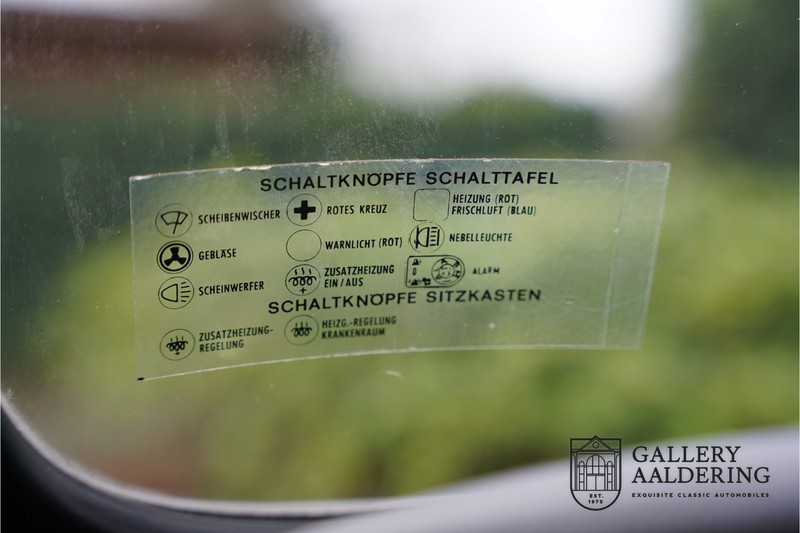 SCHALTKNÖPFE SCHALTTAFEL
SCHEIBENWISCHER
ROTES KREUZ
HEIZUNG (ROT)
FRISCHLUFT (BLAU)
GEBLÄSE
WARNLICHT (ROT)
NEBELLEUCHTE
SCHEINWERFER
ZUSATZHEIZUNG
EIN/AUS
ALARM
SCHALTKNÖPFE SITZKASTEN
ZUSATZHEIZUNG-
REGELUNG
HEIZG.-REGELUNG
KRANKENRAUM
GALLERY
AALDERING
EXQUISITE CLASSIC AUTOMOBILES
EST.
1975